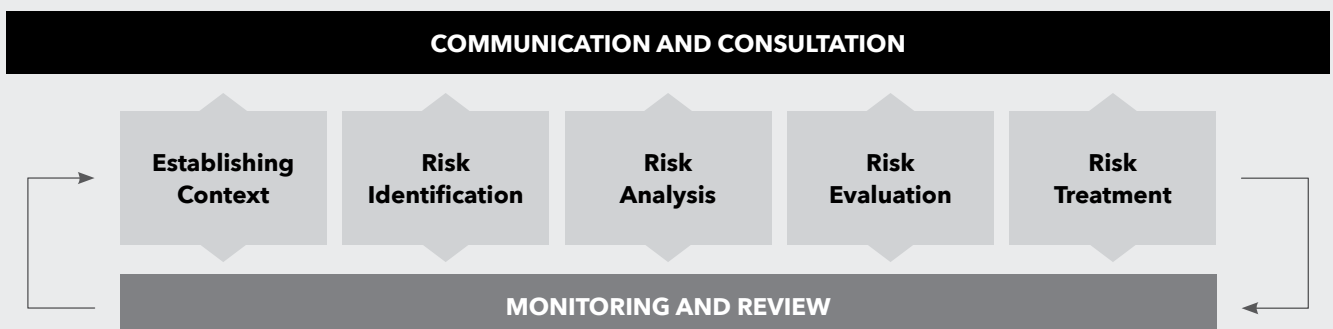 COMMUNICATION AND CONSULTATION
Establishing
Context
Risk
Identification
Risk
Analysis
Risk
Evaluation
Risk
Treatment
MONITORING AND REVIEW